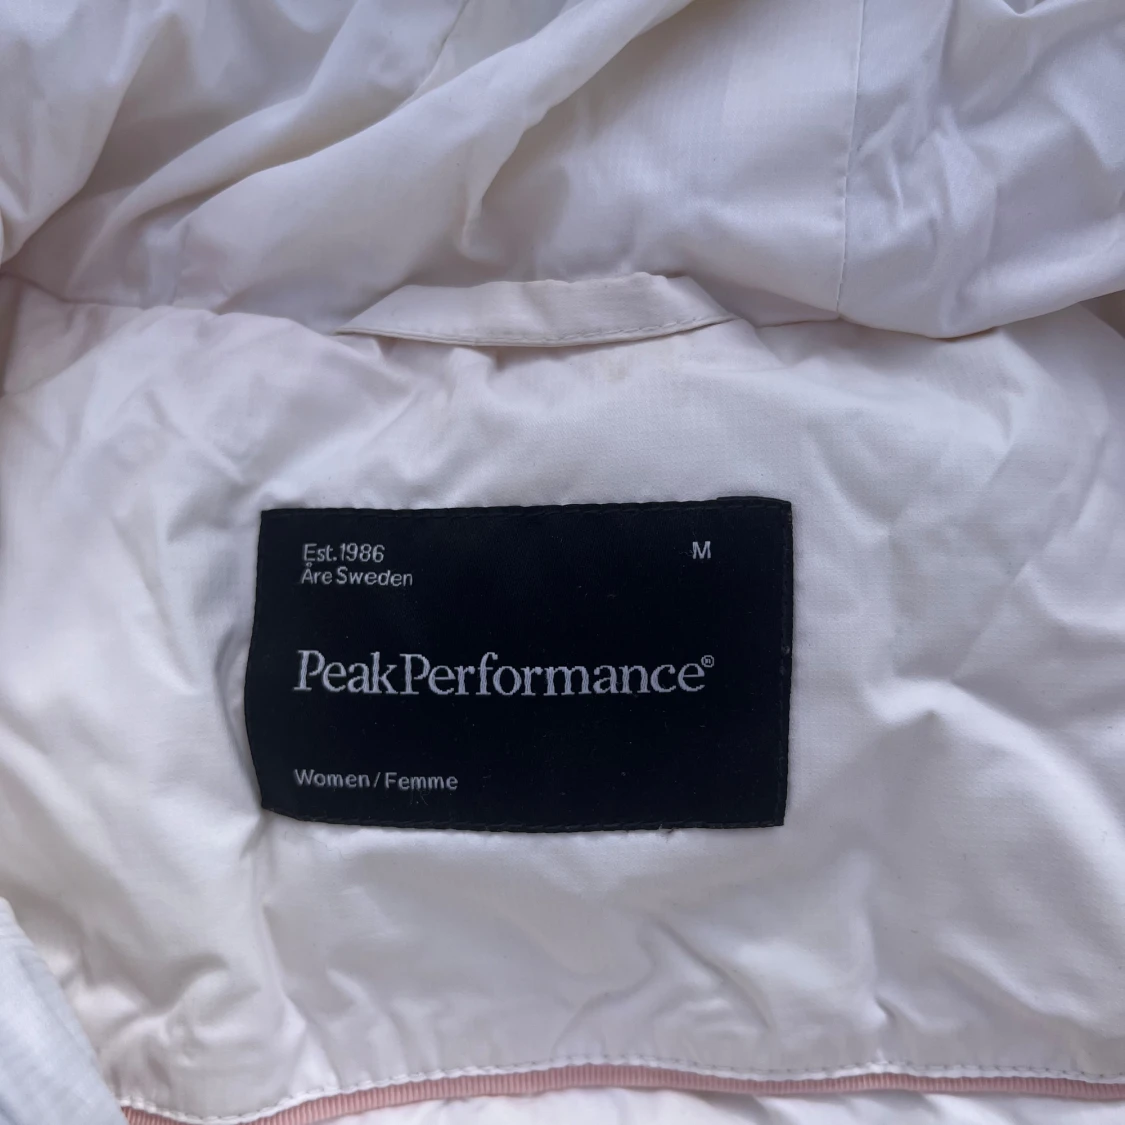 Est.1986 M
Åre Sweden
PeakPerformance®
Women/Femme